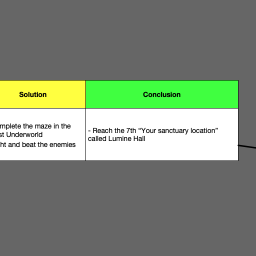 Solution
Conclusion
mplete the maze in the
st Underworld
ht and beat the enemies
- Reach the 7th "Your sanctuary location"
called Lumine Hall